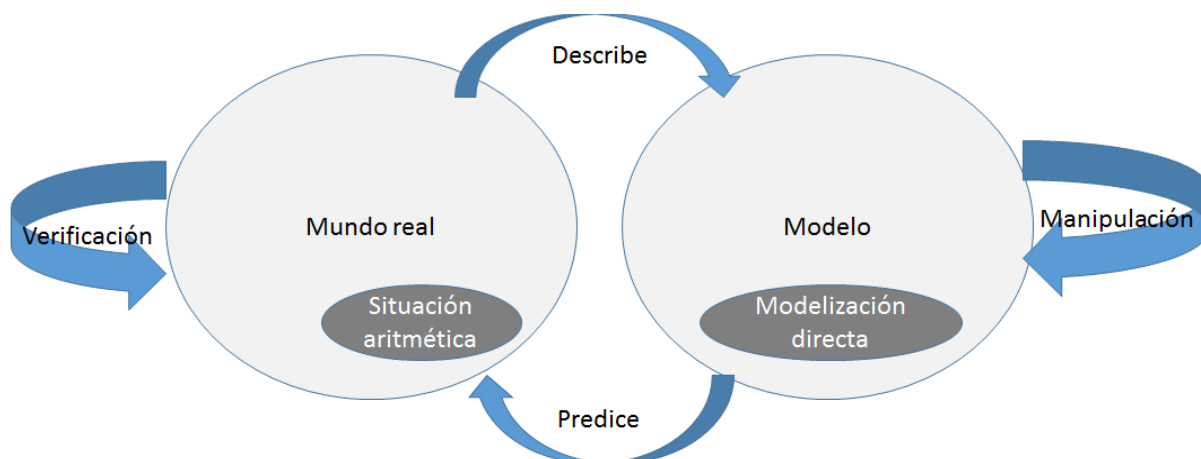 Describe
Mundo real
Modelo
Verificación
Manipulación
Situación
aritmética
Modelización
directa
Predice